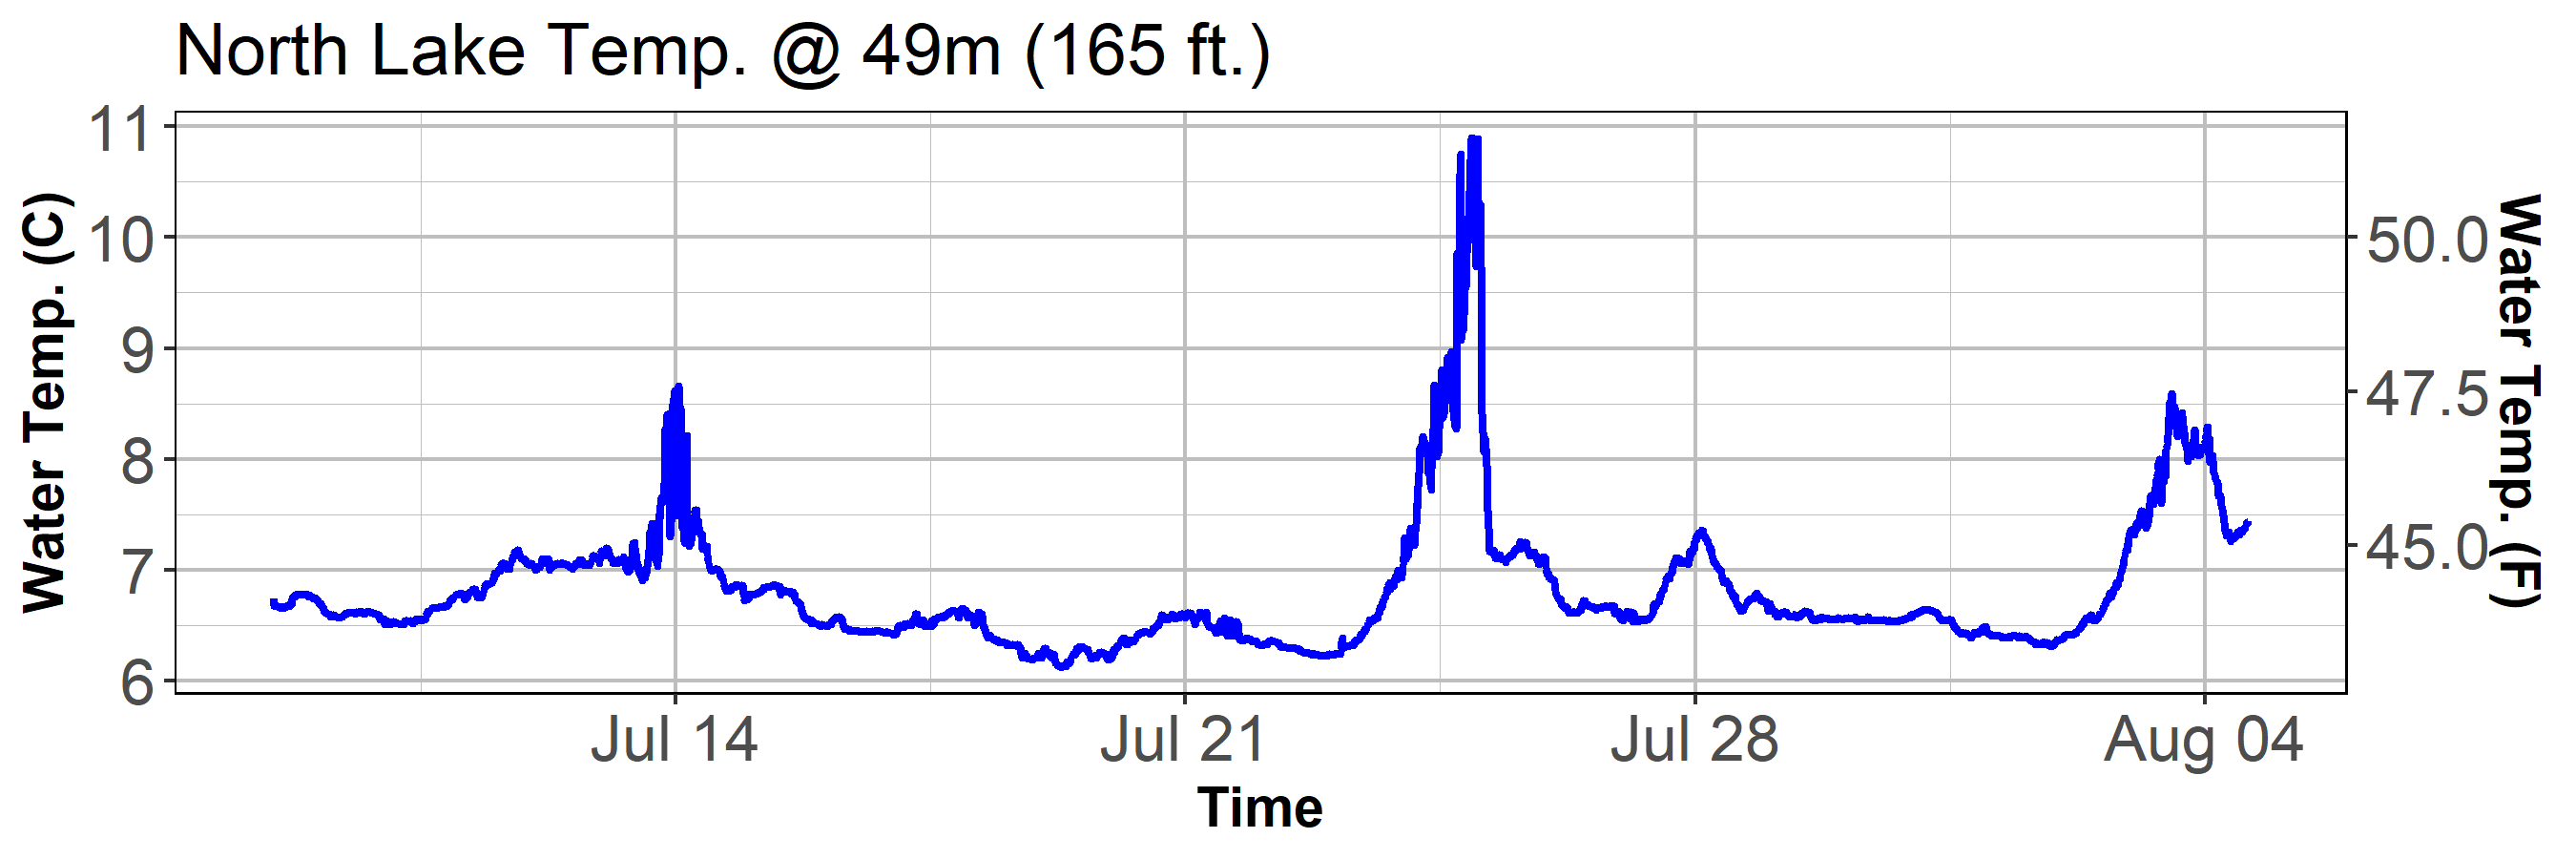 North Lake Temp. @ 49m (165 ft.)
Water Temp. (C)
11
10
9
8
7
6
50.0
47.5
45.0
Water Temp. (F)
Jul 14
Jul 21
Jul 28
Aug 04
Time